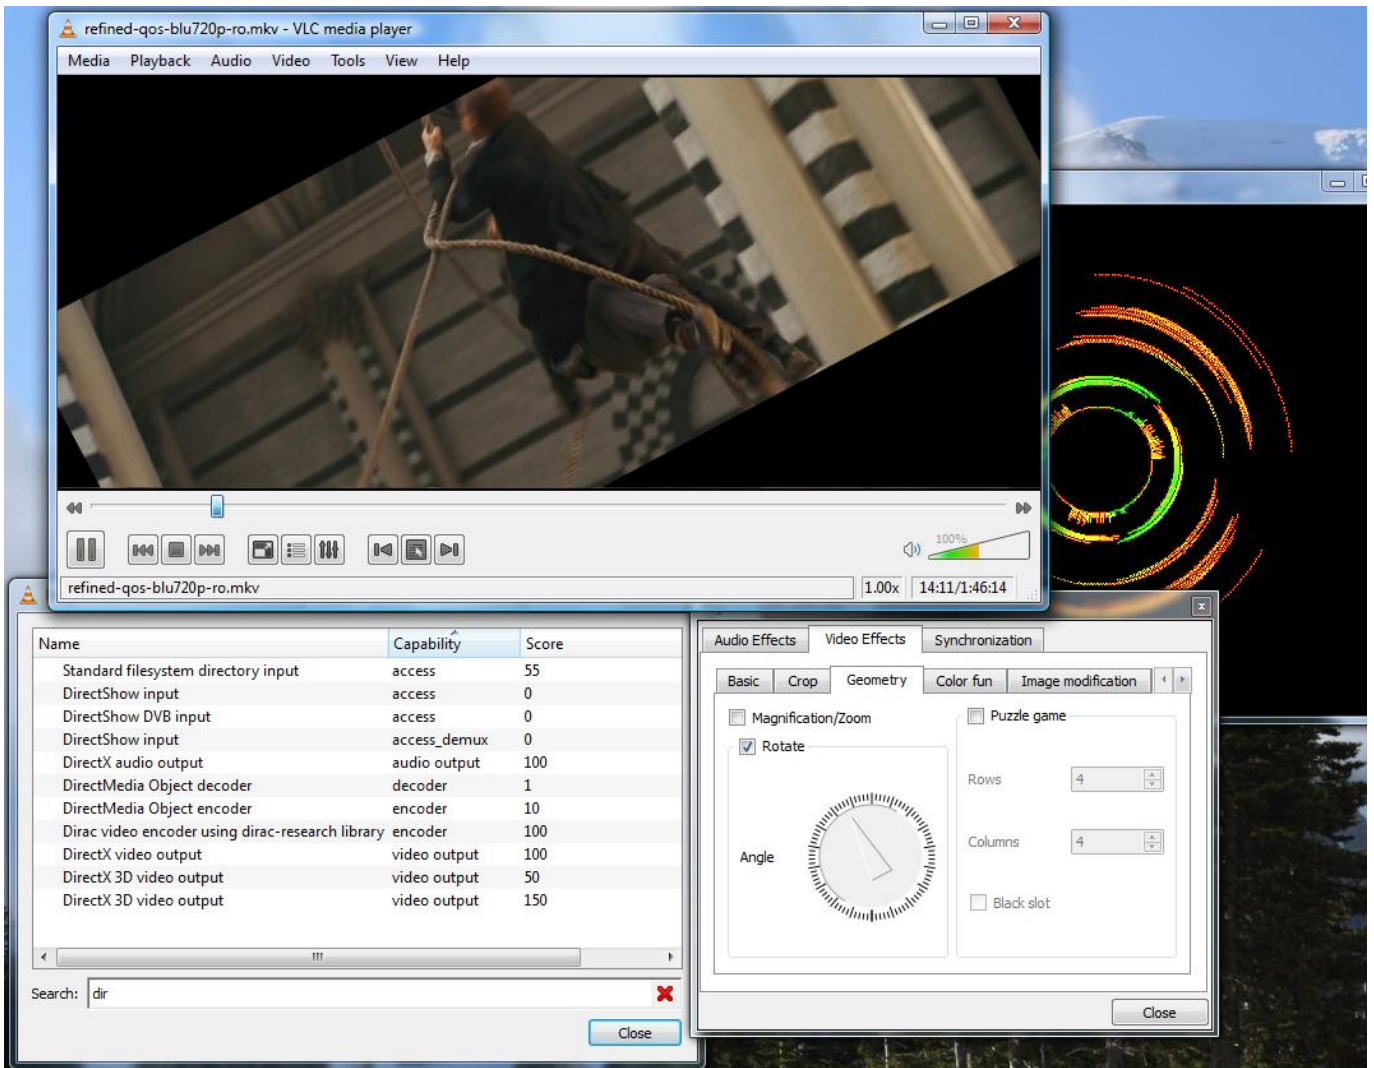 refined-qos-blu720p-ro.mkv - VLC media player
Media Playback Audio Video Tools View Help
100%
refined-qos-blu720p-ro.mkv 1.00x 14:11/1:46:14
Name Capability Score
Standard filesystem directory input access 55
DirectShow input access 0
DirectShow DVB input access 0
DirectShow input access_demux 0
DirectX audio output audio output 100
DirectMedia Object decoder decoder 1
DirectMedia Object encoder encoder 10
Dirac video encoder using dirac-research library encoder 100
DirectX video output video output 100
DirectX 3D video output video output 50
DirectX 3D video output video output 150
Search: dir
Close
Audio Effects Video Effects Synchronization
Basic Crop Geometry Color fun Image modification
Magnification/Zoom
Rotate
Angle
Puzzle game
Rows 4
Columns 4
Black slot
Close